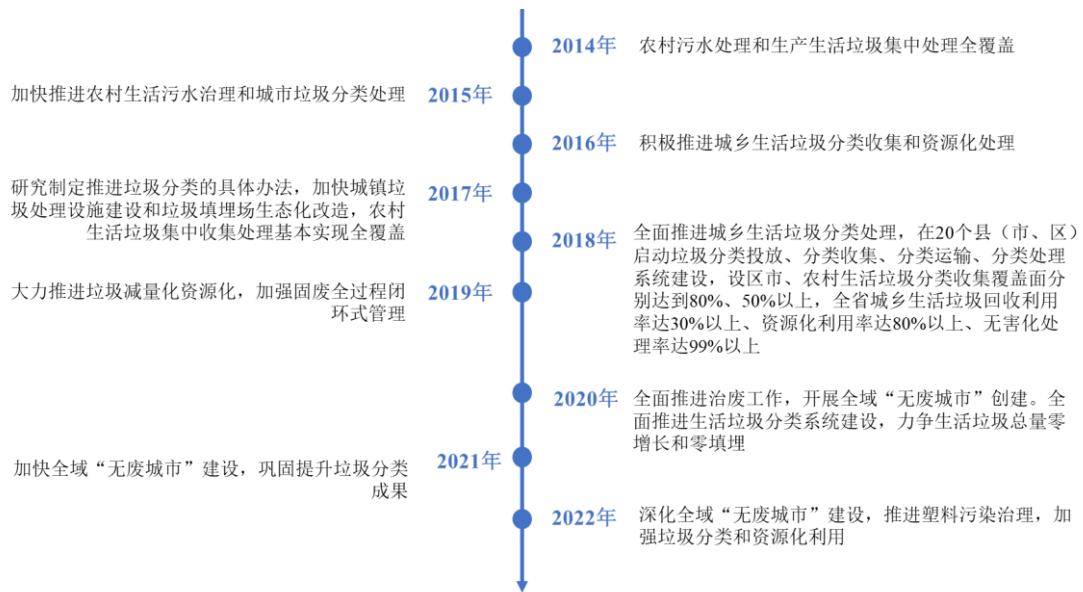 2014年 农村污水处理和生产生活垃圾集中处理全覆盖
加快推进农村生活污水治理和城市垃圾分类处理 2015年
2016年 积极推进城乡生活垃圾分类收集和资源化处理
研究制定推进垃圾分类的具体办法，加快城镇垃
圾处理设施建设和垃圾填埋场生态化改造，农村
生活垃圾集中收集处理基本实现全覆盖
2017年
2018年
全面推进城乡生活垃圾分类处理，在20个县（市、区）
启动垃圾分类投放、分类收集、分类运输、分类处理
系统建设，设区市、农村生活垃圾分类收集覆盖面分
别达到80%、50%以上，全省城乡生活垃圾回收利用
率达30%以上、资源化利用率达80%以上、无害化处
理率达99%以上
大力推进垃圾减量化资源化，加强固废全过程闭
环式管理
2019年
2020年
全面推进治废工作，开展全域“无废城市”创建。全
面推进生活垃圾分类系统建设，力争生活垃圾总量零
增长和零填埋
加快全域“无废城市”建设，巩固提升垃圾分类
成果
2021年
2022年
深化全域“无废城市”建设，推进塑料污染治理，加
强垃圾分类和资源化利用